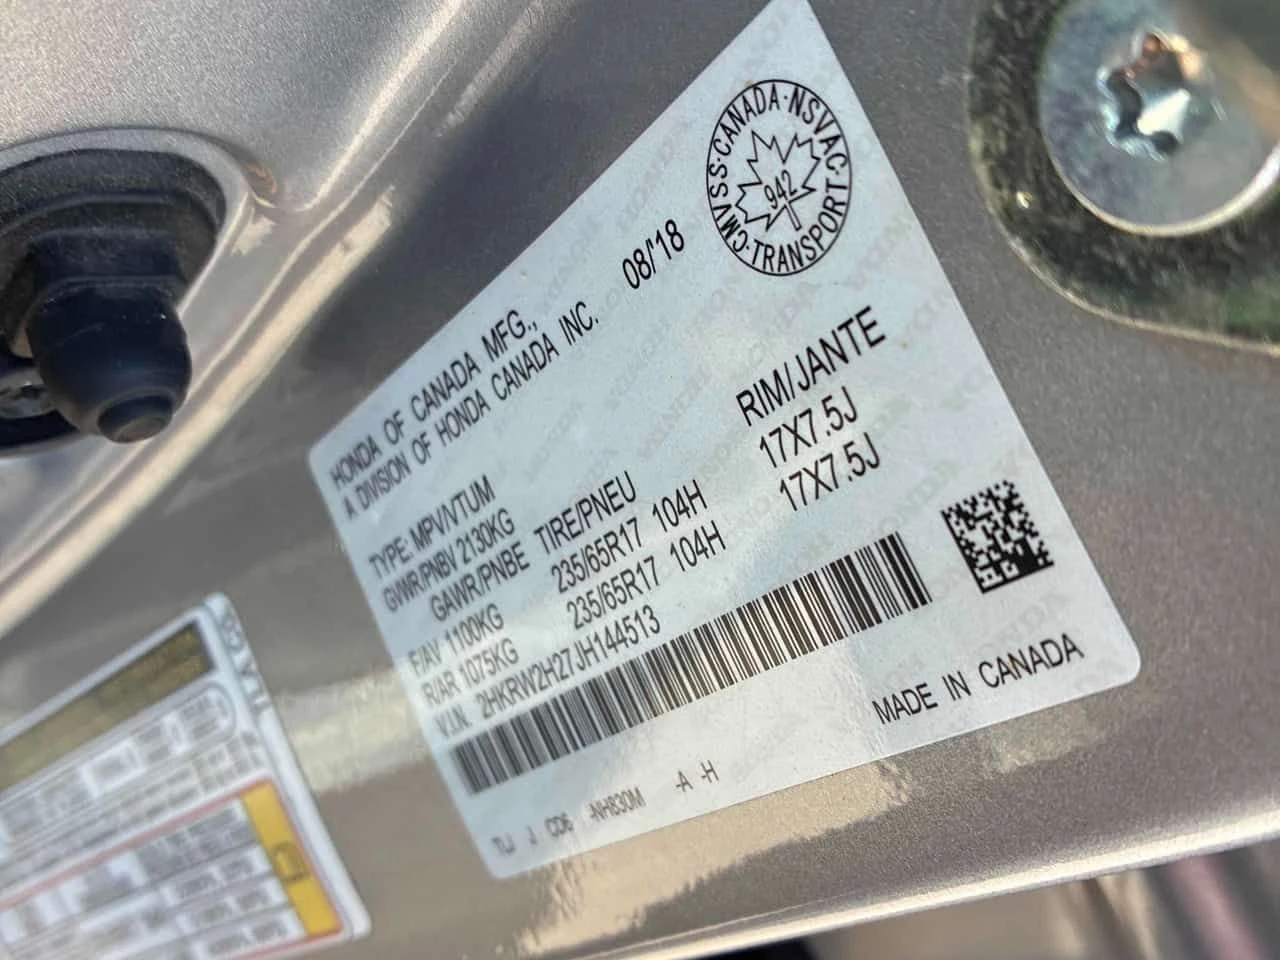 HONDA OF CANADA MFG.,
A DIVISION OF HONDA CANADA INC.
08/'18
CMVSS·CANADA·NSVAC·TRANSPORT·
942
TYPE: MPV/VTUM
GVWR/PNBV 2130KG
GAWR/PNBE TIRE/PNEU RIM/JANTE
F/AV 1100KG 235/65R17 104H 17X7.5J
R/AR 1075KG 235/65R17 104H 17X7.5J
V.I.N. 2HKRW2H27JH144513
MADE IN CANADA
TLJ J CD6 -NH830M -A -H